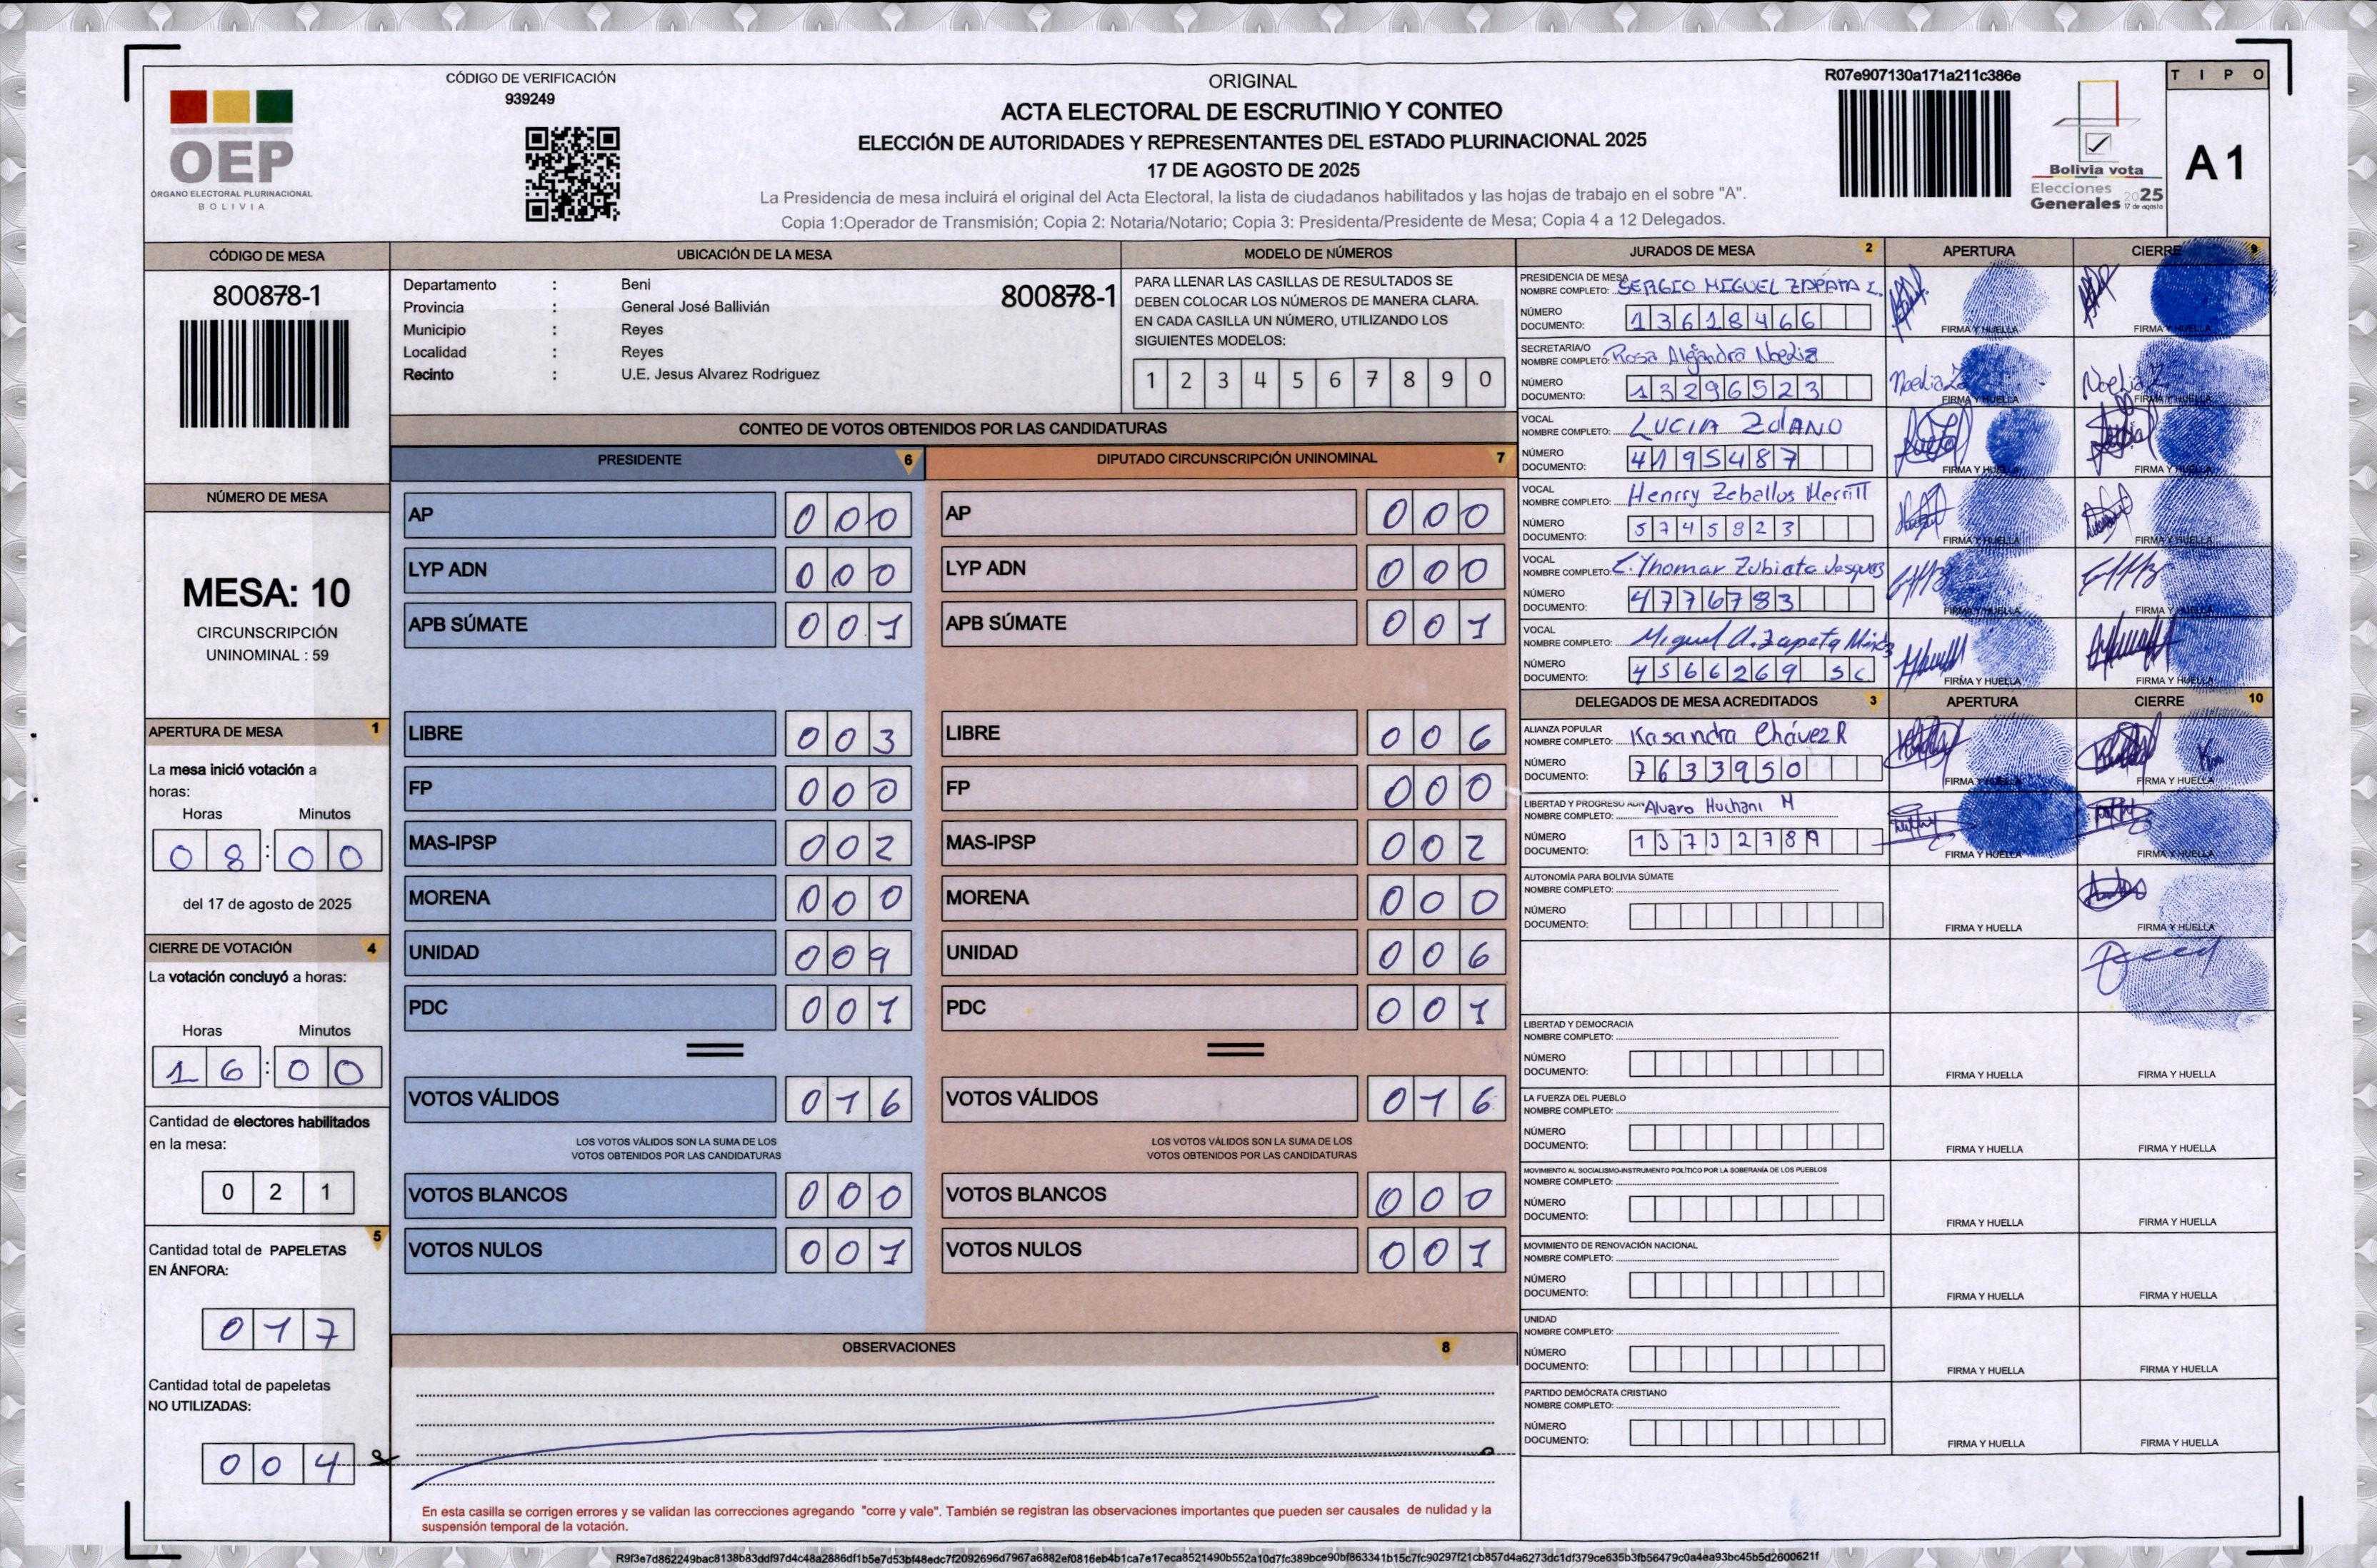 CÓDIGO DE VERIFICACIÓN
939249
OEP
ÓRGANO ELECTORAL PLURINACIONAL
BOLIVIA
ORIGINAL
ACTA ELECTORAL DE ESCRUTINIO Y CONTEO
ELECCIÓN DE AUTORIDADES Y REPRESENTANTES DEL ESTADO PLURINACIONAL 2025
17 DE AGOSTO DE 2025
La Presidencia de mesa incluirá el original del Acta Electoral, la lista de ciudadanos habilitados y las hojas de trabajo en el sobre "A".
Copia 1:Operador de Transmisión; Copia 2: Notaria/Notario; Copia 3: Presidenta/Presidente de Mesa; Copia 4 a 12 Delegados.
R07e907130a171a211c386e
Bolivia vota
Elecciones
Generales 2025
17 de agosto
TIPO
A 1
CÓDIGO DE MESA
800878-1
NÚMERO DE MESA
MESA: 10
CIRCUNSCRIPCIÓN
UNINOMINAL : 59
APERTURA DE MESA 1
La mesa inició votación a
horas:
Horas Minutos
08:00
del 17 de agosto de 2025
CIERRE DE VOTACIÓN 4
La votación concluyó a horas:
Horas Minutos
16:00
Cantidad de electores habilitados
en la mesa:
021
5
Cantidad total de PAPELETAS
EN ÁNFORA:
017
Cantidad total de papeletas
NO UTILIZADAS:
004
UBICACIÓN DE LA MESA
Departamento : Beni
800878-1
Provincia : General José Ballivián
Municipio : Reyes
Localidad : Reyes
Recinto : U.E. Jesus Alvarez Rodriguez
MODELO DE NÚMEROS
PARA LLENAR LAS CASILLAS DE RESULTADOS SE
DEBEN COLOCAR LOS NÚMEROS DE MANERA CLARA.
EN CADA CASILLA UN NÚMERO, UTILIZANDO LOS
SIGUIENTES MODELOS:
1 2 3 4 5 6 7 8 9 0
CONTEO DE VOTOS OBTENIDOS POR LAS CANDIDATURAS
PRESIDENTE 6
AP 000
LYP ADN 000
APB SÚMATE 001
LIBRE 003
FP 000
MAS-IPSP 002
MORENA 000
UNIDAD 009
PDC 001
VOTOS VÁLIDOS 016
LOS VOTOS VÁLIDOS SON LA SUMA DE LOS
VOTOS OBTENIDOS POR LAS CANDIDATURAS
VOTOS BLANCOS 000
VOTOS NULOS 001
DIPUTADO CIRCUNSCRIPCIÓN UNINOMINAL 7
AP 000
LYP ADN 000
APB SÚMATE 001
LIBRE 006
FP 000
MAS-IPSP 002
MORENA 000
UNIDAD 006
PDC 001
VOTOS VÁLIDOS 016
LOS VOTOS VÁLIDOS SON LA SUMA DE LOS
VOTOS OBTENIDOS POR LAS CANDIDATURAS
VOTOS BLANCOS 000
VOTOS NULOS 001
OBSERVACIONES 8
En esta casilla se corrigen errores y se validan las correcciones agregando "corre y vale". También se registran las observaciones importantes que pueden ser causales de nulidad y la
suspensión temporal de la votación.
JURADOS DE MESA 2 APERTURA CIERRE 9
PRESIDENCIA DE MESA
NOMBRE COMPLETO: SERGIO MIGUEL ZAPATA Z.
NÚMERO
DOCUMENTO: 13618466
FIRMA Y HUELLA FIRMA Y HUELLA
SECRETARIA/O
NOMBRE COMPLETO: Rosa Alejandra Noelia
NÚMERO
DOCUMENTO: 13296523
Noelia Z Noelia Z
FIRMA Y HUELLA FIRMA Y HUELLA
VOCAL
NOMBRE COMPLETO: LUCIA ZOLANO
NÚMERO
DOCUMENTO: 4195487
FIRMA Y HUELLA FIRMA Y HUELLA
VOCAL
NOMBRE COMPLETO: Henrry Zeballos Merill
NÚMERO
DOCUMENTO: 5745823
FIRMA Y HUELLA FIRMA Y HUELLA
VOCAL
NOMBRE COMPLETO: C. Yhomar Zubieta Vasquez
NÚMERO
DOCUMENTO: 4776783
FIRMA Y HUELLA FIRMA Y HUELLA
VOCAL
NOMBRE COMPLETO: Miguel A. Zapata
NÚMERO
DOCUMENTO: 4566269 SC
FIRMA Y HUELLA FIRMA Y HUELLA
DELEGADOS DE MESA ACREDITADOS 3 APERTURA CIERRE 10
ALIANZA POPULAR
NOMBRE COMPLETO: Kasandra Chávez R
NÚMERO
DOCUMENTO: 7633950
FIRMA Y HUELLA FIRMA Y HUELLA
LIBERTAD Y PROGRESO ADN
NOMBRE COMPLETO: Alvaro Huchani M
NÚMERO
DOCUMENTO: 13732789
FIRMA Y HUELLA FIRMA Y HUELLA
AUTONOMÍA PARA BOLIVIA SÚMATE
NOMBRE COMPLETO:
NÚMERO
DOCUMENTO:
FIRMA Y HUELLA FIRMA Y HUELLA
LIBERTAD Y DEMOCRACIA
NOMBRE COMPLETO:
NÚMERO
DOCUMENTO:
FIRMA Y HUELLA FIRMA Y HUELLA
LA FUERZA DEL PUEBLO
NOMBRE COMPLETO:
NÚMERO
DOCUMENTO:
FIRMA Y HUELLA FIRMA Y HUELLA
MOVIMIENTO AL SOCIALISMO-INSTRUMENTO POLÍTICO POR LA SOBERANÍA DE LOS PUEBLOS
NOMBRE COMPLETO:
NÚMERO
DOCUMENTO:
FIRMA Y HUELLA FIRMA Y HUELLA
MOVIMIENTO DE RENOVACIÓN NACIONAL
NOMBRE COMPLETO:
NÚMERO
DOCUMENTO:
FIRMA Y HUELLA FIRMA Y HUELLA
UNIDAD
NOMBRE COMPLETO:
NÚMERO
DOCUMENTO:
FIRMA Y HUELLA FIRMA Y HUELLA
PARTIDO DEMÓCRATA CRISTIANO
NOMBRE COMPLETO:
NÚMERO
DOCUMENTO:
FIRMA Y HUELLA FIRMA Y HUELLA